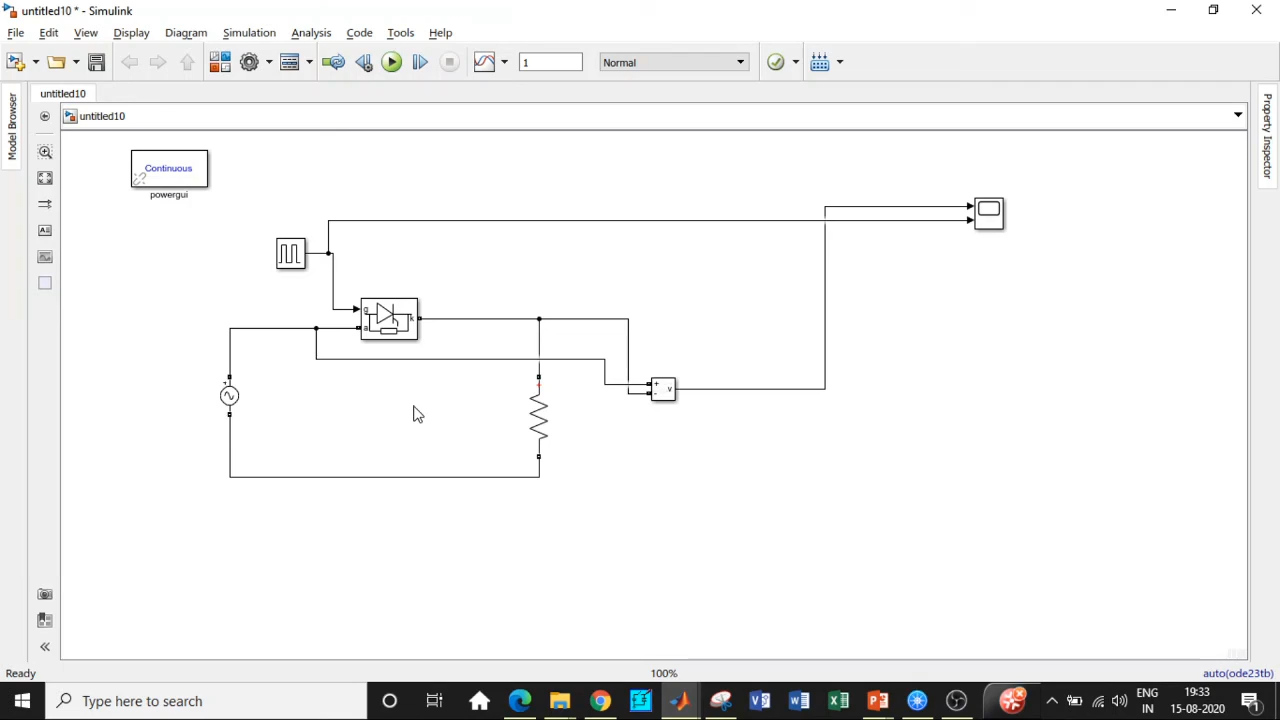 untitled10 * - Simulink
File Edit View Display Diagram Simulation Analysis Code Tools Help
1
Normal
untitled10
untitled10
Model Browser
Property Inspector
Continuous
powergui
g
a
k
+
-
v
+
Ready
100%
auto(ode23tb)
Type here to search
ENG
IN
19:33
15-08-2020